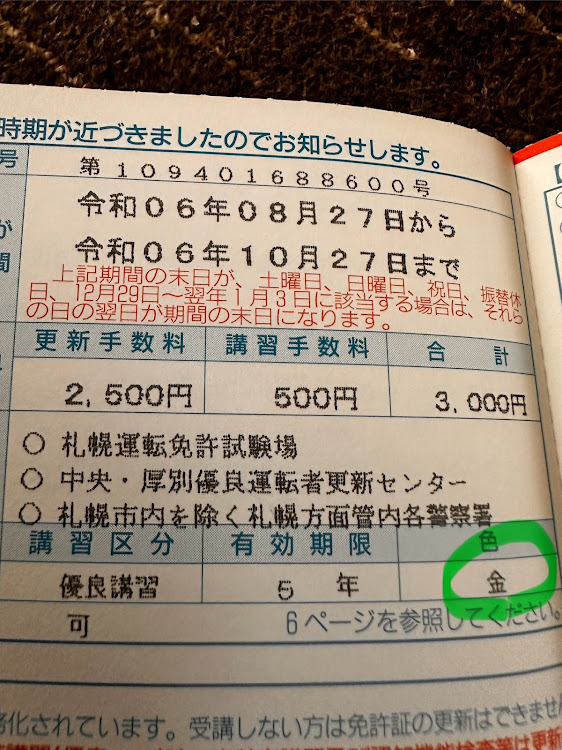 時期が近づきましたのでお知らせします。
号 第109401688600号
が 令和06年08月27日から
間 令和06年10月27日まで
上記期間の末日が、土曜日、日曜日、祝日、振替休
日、12月29日～翌年1月3日に該当する場合は、それら
の日の翌日が期間の末日になります。
更新手数料 講習手数料 合計
2,500円 500円 3,000円
○ 札幌運転免許試験場
○ 中央・厚別優良運転者更新センター
○ 札幌市内を除く札幌方面管内各警察署
講習区分 有効期限 色
優良講習 5年 金
可 6ページを参照してください。
務化されています。受講しない方は免許証の更新はできません